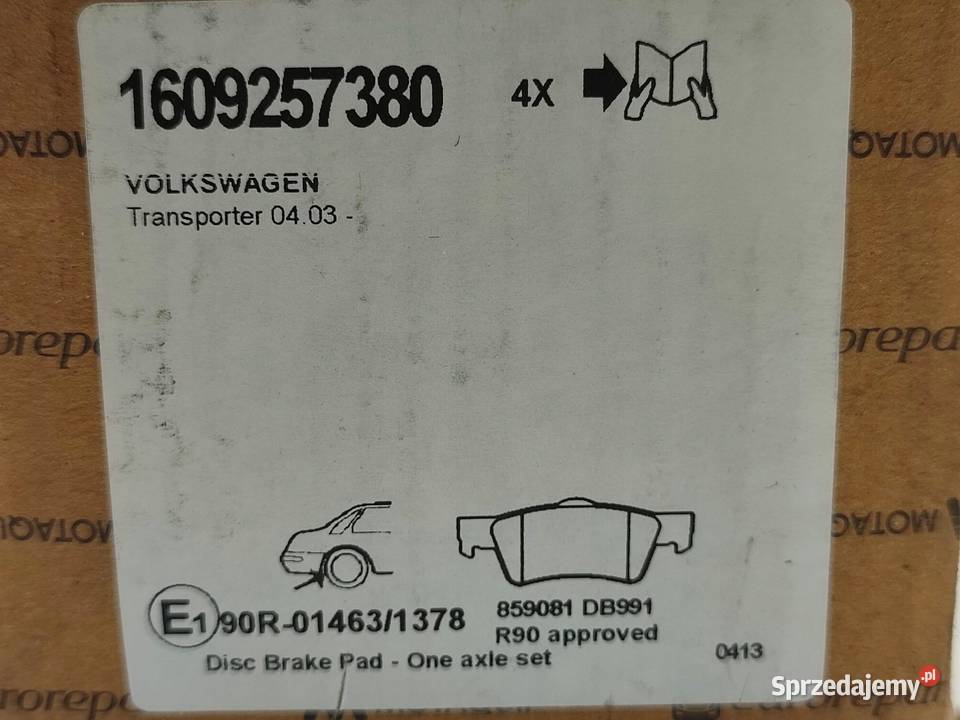 1609257380
4X
VOLKSWAGEN
Transporter 04.03 -
orepa
E1 90R-01463/1378
859081 DB991
R90 approved
Disc Brake Pad - One axle set
0413
Sprzedajemy.pl